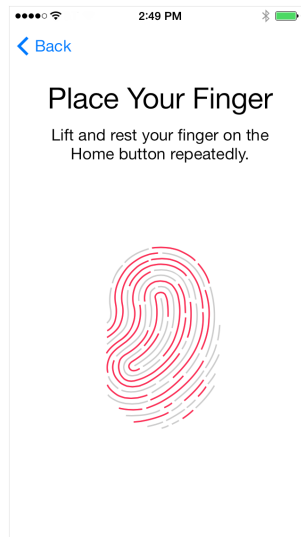 2:49 PM
Back
Place Your Finger
Lift and rest your finger on the
Home button repeatedly.